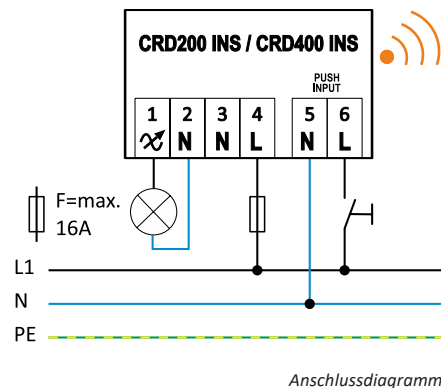 CRD200 INS / CRD400 INS
PUSH
INPUT
1 2 3 4 5 6
N N L N L
F=max.
16A
L1
N
PE
Anschlussdiagramm